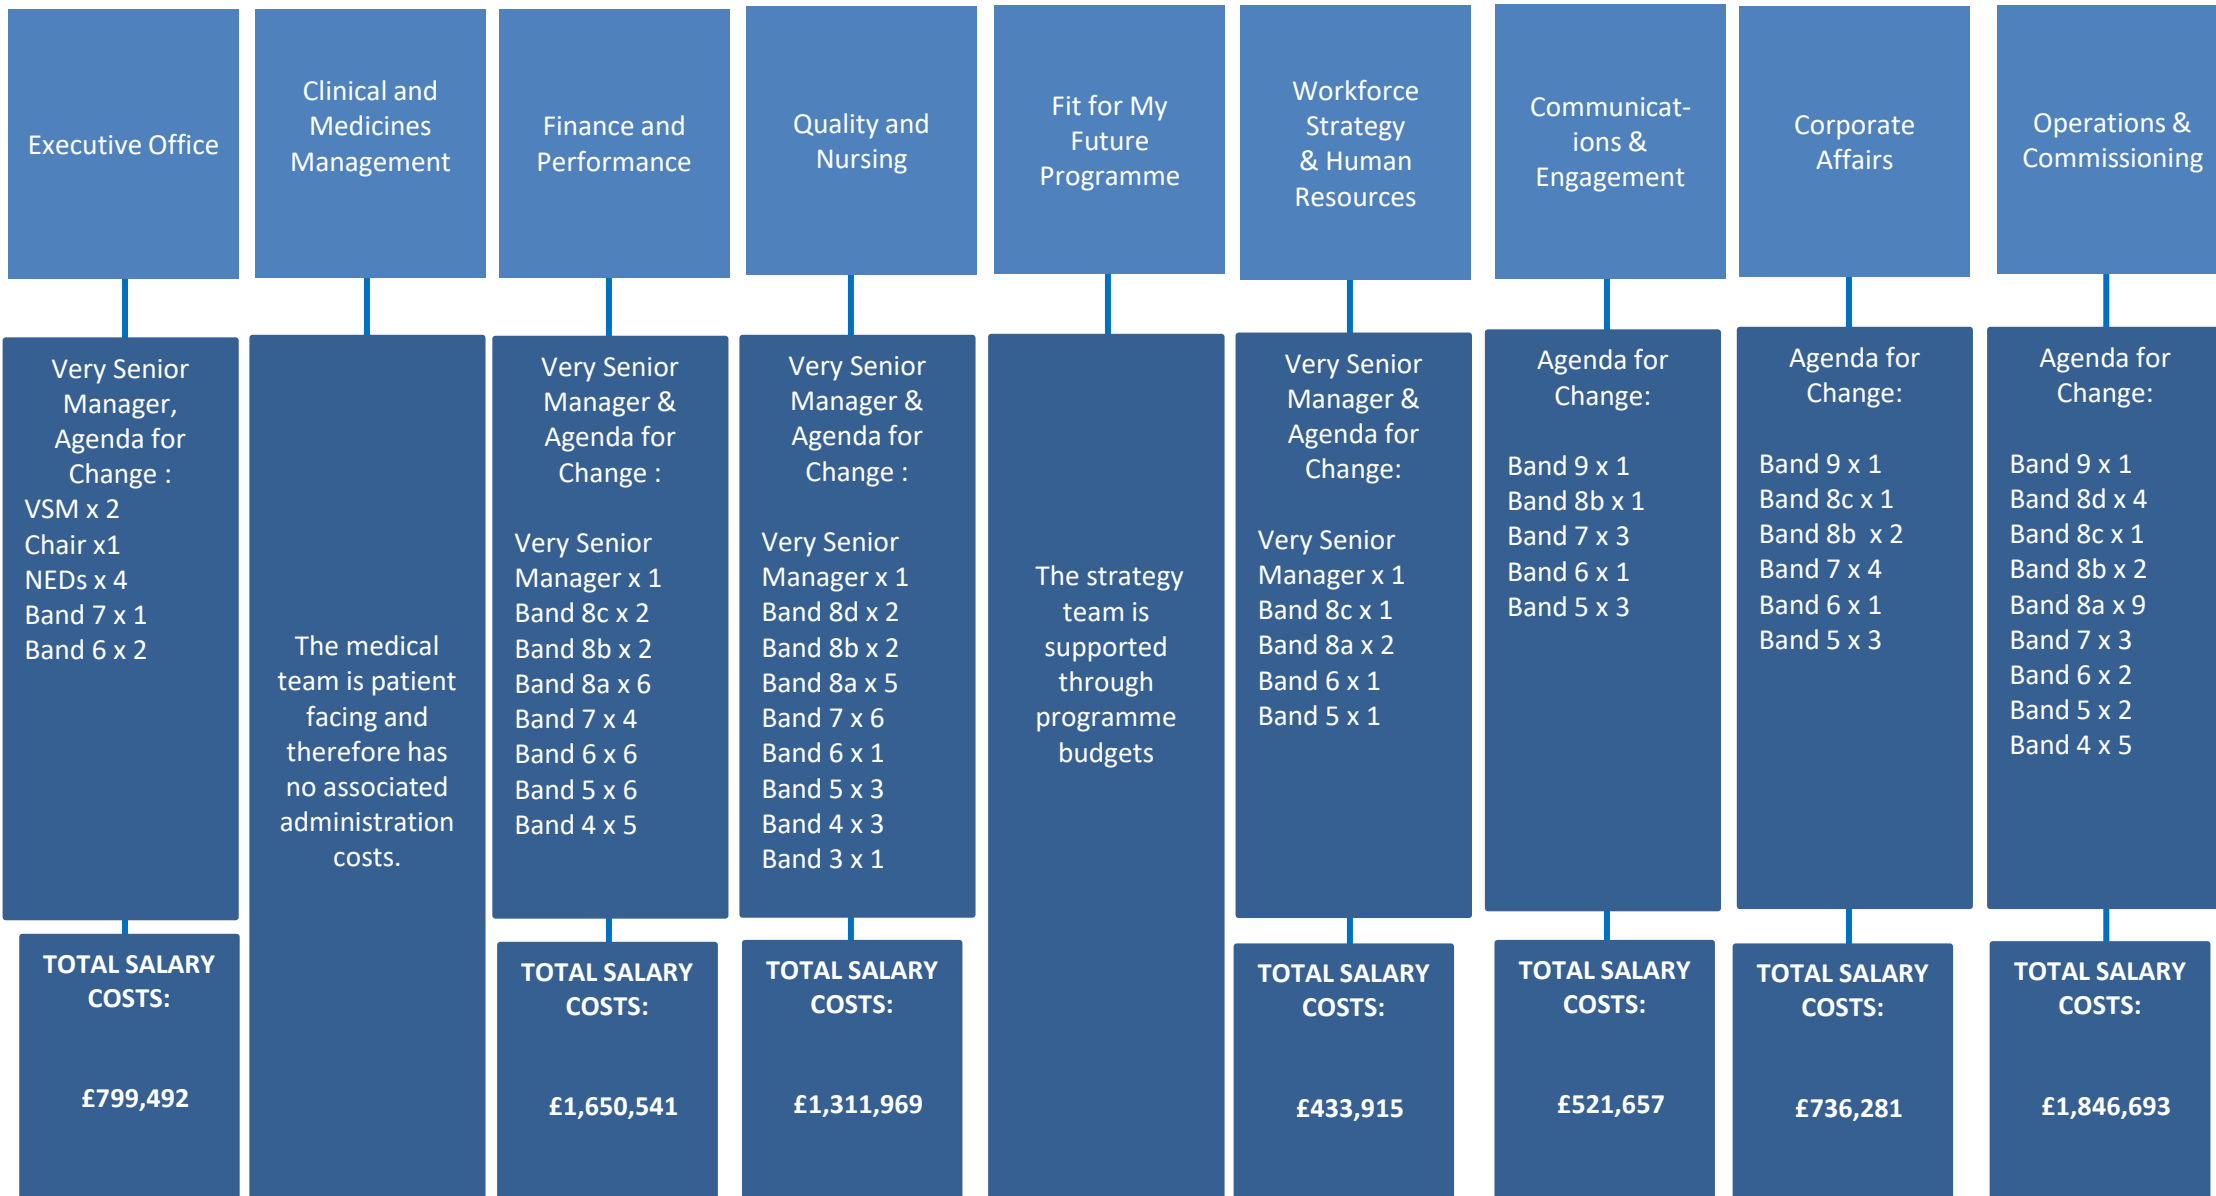 Executive Office
Clinical and
Medicines
Management
Finance and
Performance
Quality and
Nursing
Fit for My
Future
Programme
Workforce
Strategy
& Human
Resources
Communicat-
ions &
Engagement
Corporate
Affairs
Operations &
Commissioning
Very Senior
Manager,
Agenda for
Change :
VSM x 2
Chair x1
NEDs x 4
Band 7 x 1
Band 6 x 2
The medical
team is patient
facing and
therefore has
no associated
administration
costs.
Very Senior
Manager &
Agenda for
Change :
Very Senior
Manager x 1
Band 8c x 2
Band 8b x 2
Band 8a x 6
Band 7 x 4
Band 6 x 6
Band 5 x 6
Band 4 x 5
Very Senior
Manager &
Agenda for
Change :
Very Senior
Manager x 1
Band 8d x 2
Band 8b x 2
Band 8a x 5
Band 7 x 6
Band 6 x 1
Band 5 x 3
Band 4 x 3
Band 3 x 1
The strategy
team is
supported
through
programme
budgets
Very Senior
Manager &
Agenda for
Change:
Very Senior
Manager x 1
Band 8c x 1
Band 8a x 2
Band 6 x 1
Band 5 x 1
Agenda for
Change:
Band 9 x 1
Band 8b x 1
Band 7 x 3
Band 6 x 1
Band 5 x 3
Agenda for
Change:
Band 9 x 1
Band 8c x 1
Band 8b  x 2
Band 7 x 4
Band 6 x 1
Band 5 x 3
Agenda for
Change:
Band 9 x 1
Band 8d x 4
Band 8c x 1
Band 8b x 2
Band 8a x 9
Band 7 x 3
Band 6 x 2
Band 5 x 2
Band 4 x 5
TOTAL SALARY
COSTS:
£799,492
TOTAL SALARY
COSTS:
£1,650,541
TOTAL SALARY
COSTS:
£1,311,969
TOTAL SALARY
COSTS:
£433,915
TOTAL SALARY
COSTS:
£521,657
TOTAL SALARY
COSTS:
£736,281
TOTAL SALARY
COSTS:
£1,846,693